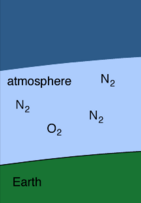 atmosphere N₂
N₂
N₂
O₂
Earth